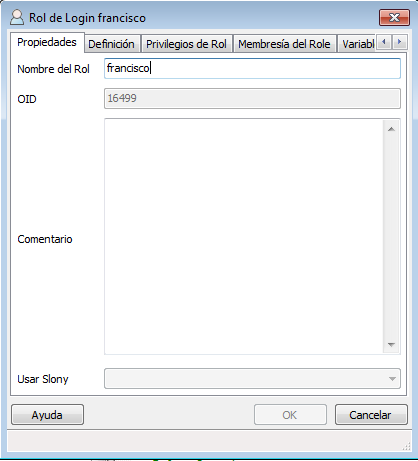 Rol de Login francisco
Propiedades Definición Privilegios de Rol Membresía del Role Variabl
Nombre del Rol francisco
OID 16499
Comentario
Usar Slony
Ayuda OK Cancelar